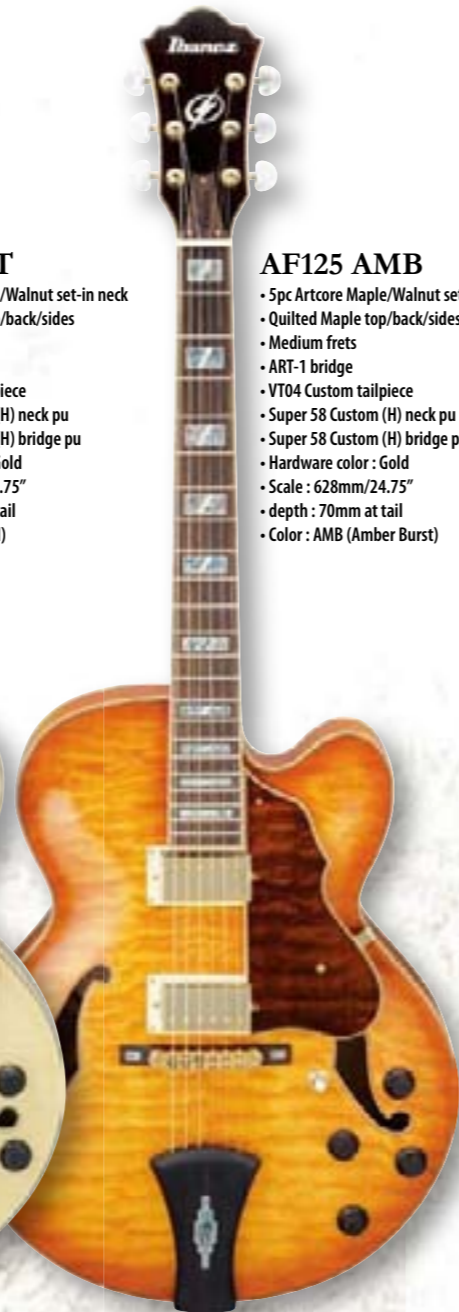 Ibanez
T
/Walnut set-in neck
/back/sides
iece
(H) neck pu
(H) bridge pu
old
.75"
ail
)
AF125 AMB
• 5pc Artcore Maple/Walnut se
• Quilted Maple top/back/sides
• Medium frets
• ART-1 bridge
• VT04 Custom tailpiece
• Super 58 Custom (H) neck pu
• Super 58 Custom (H) bridge p
• Hardware color : Gold
• Scale : 628mm/24.75"
• depth : 70mm at tail
• Color : AMB (Amber Burst)